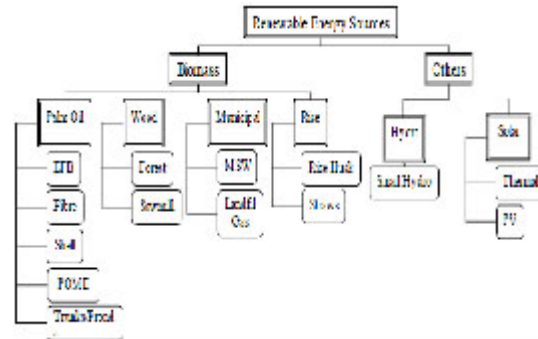 Renewable Energy Sources
Biomass
Others
Palm Oil
Wood
Municipal
Rice
Hydro
Solar
EFB
Forest
MSW
Rice Husk
Small Hydro
Thermal
Fibre
Sawmill
Landfill
Gas
Straws
PV
Shell
POME